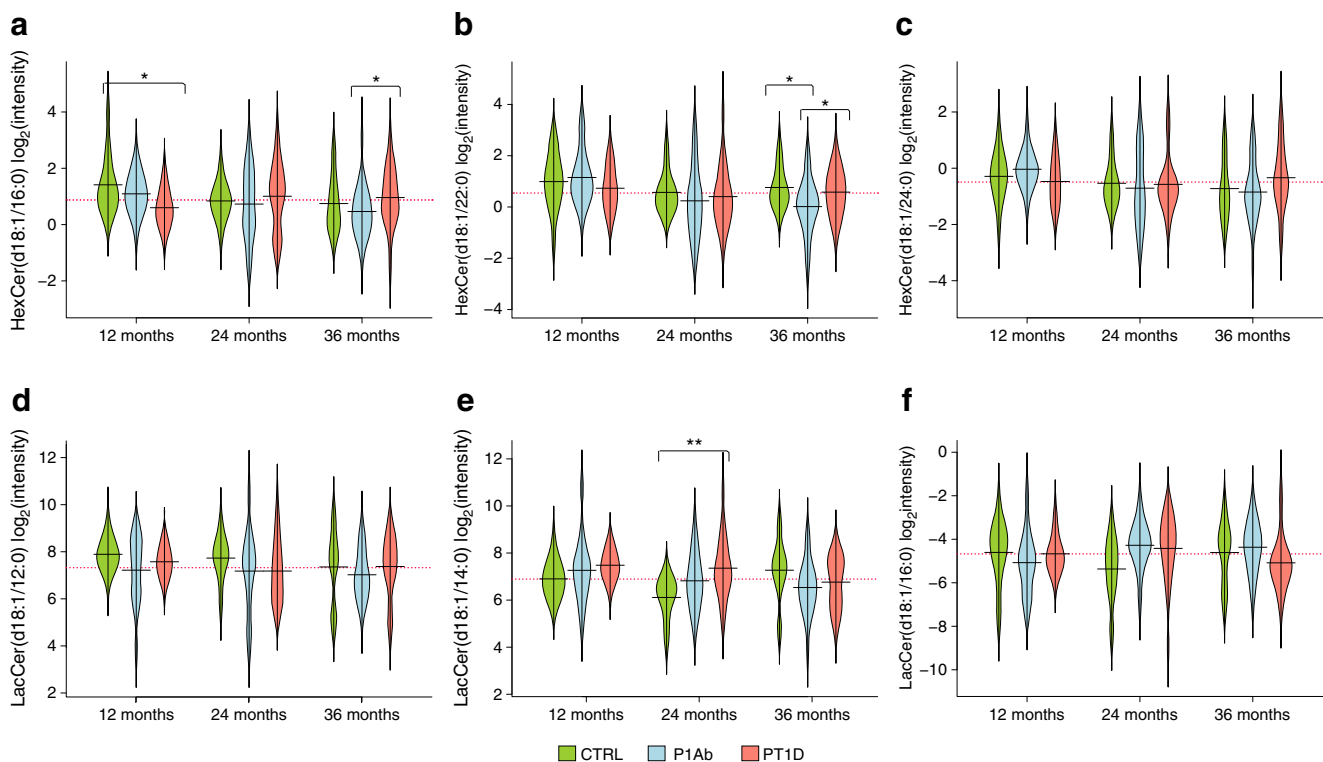 a
HexCer(d18:1/16:0) log2(intensity)
4
2
0
−2
*
*
12 months 24 months 36 months
b
HexCer(d18:1/22:0) log2(intensity)
4
2
0
−2
−4
*
*
12 months 24 months 36 months
c
HexCer(d18:1/24:0) log2(intensity)
2
0
−2
−4
12 months 24 months 36 months
d
LacCer(d18:1/12:0) log2(intensity)
12
10
8
6
4
2
12 months 24 months 36 months
e
LacCer(d18:1/14:0) log2(intensity)
12
10
8
6
4
2
**
12 months 24 months 36 months
f
LacCer(d18:1/16:0) log2intensity)
0
−2
−4
−6
−8
−10
12 months 24 months 36 months
CTRL P1Ab PT1D